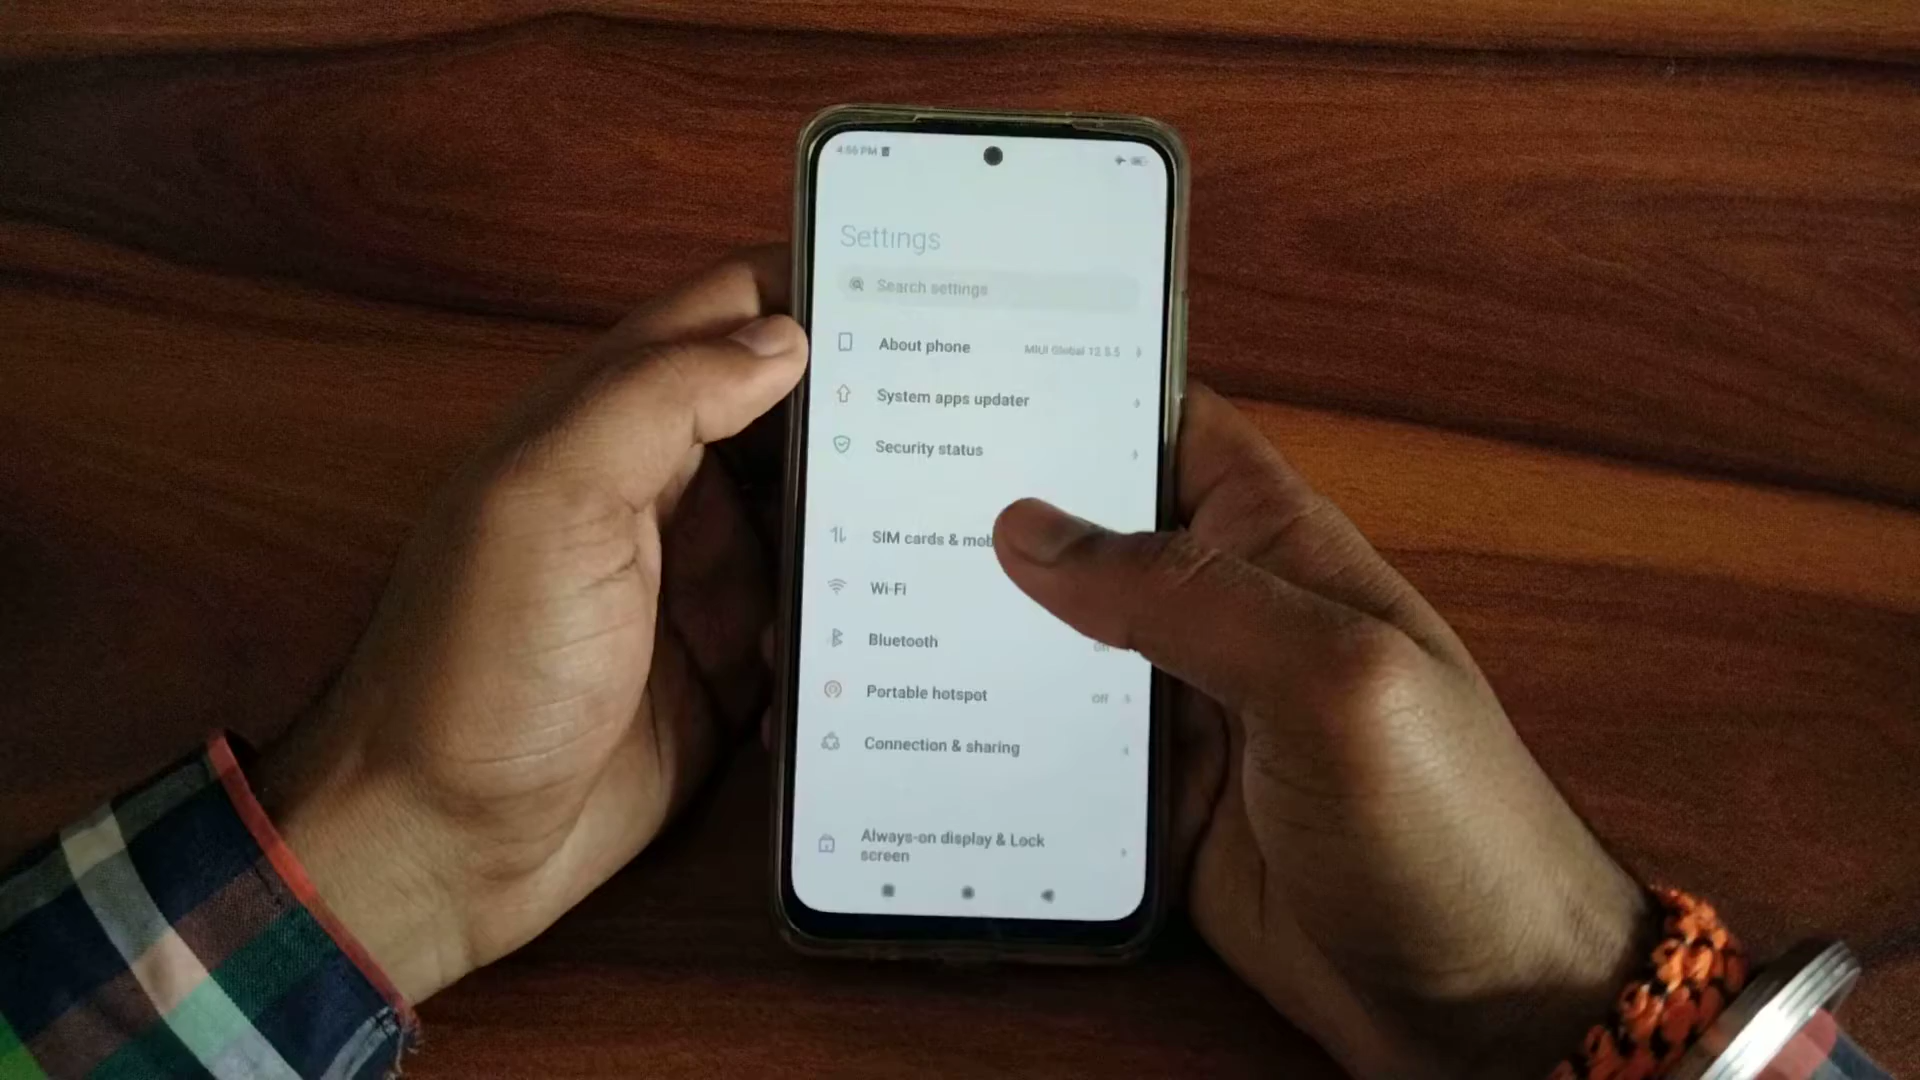 4:56 PM
Settings
Search settings
About phone
MIUI Global 12.5.5
System apps updater
Security status
SIM cards & mob
Wi-Fi
Bluetooth
Portable hotspot
Off
Connection & sharing
Always-on display & Lock
screen